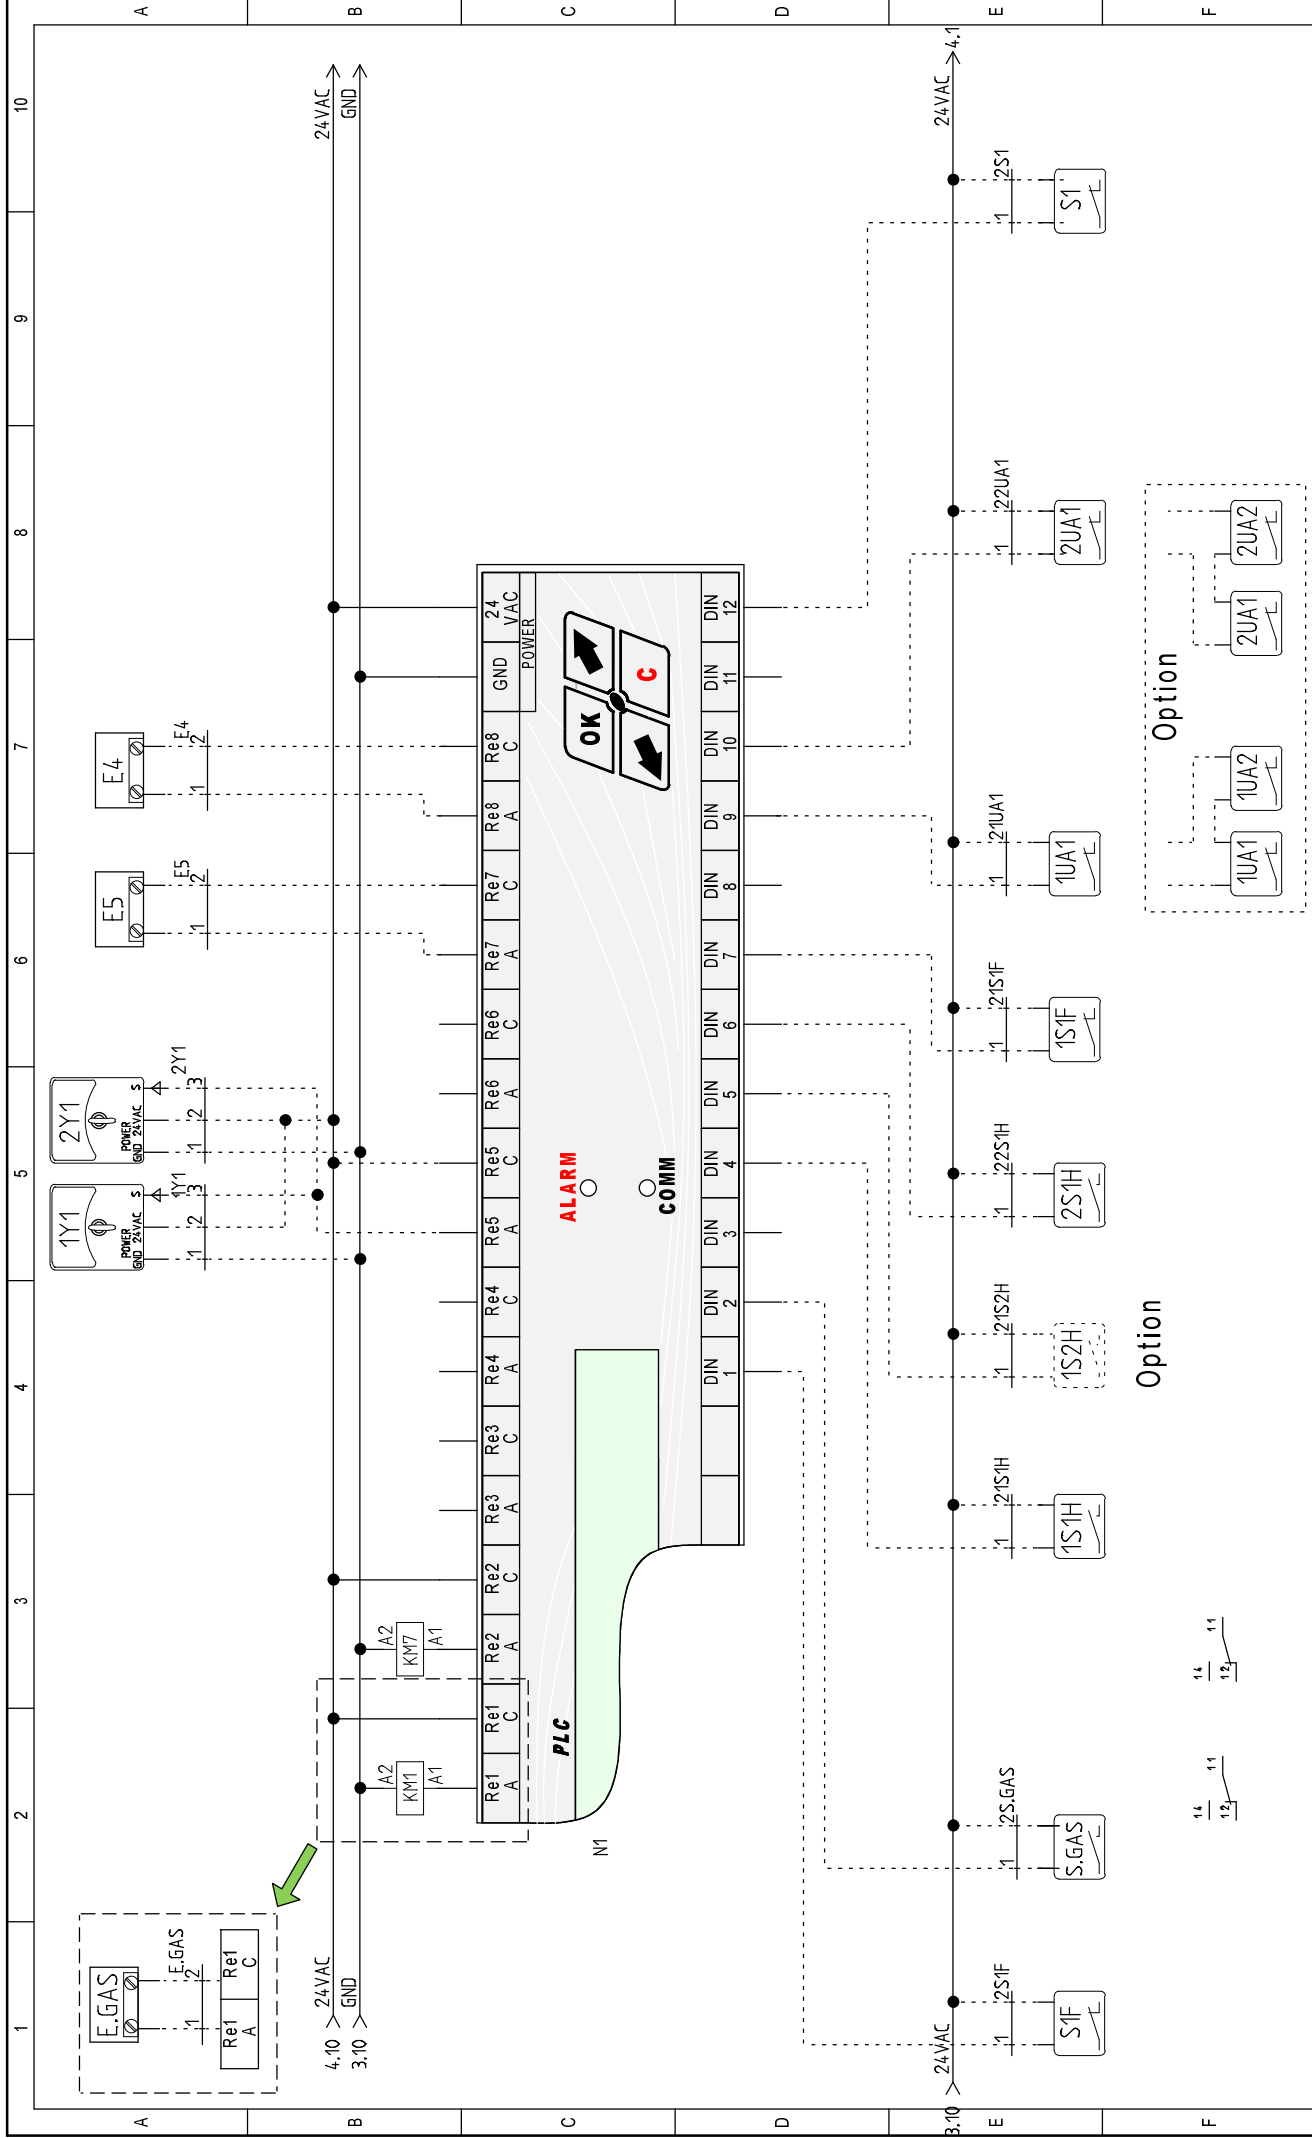 A B C D E F
10
9
8
7
6
5
4
3
2
1
A B C D E F
E.GAS
E.GAS
1 2
Re1 A
Re1 C
4.10 24VAC
3.10 GND
24VAC
GND
1Y1
POWER
GND 24VAC S
1Y1
1 2 3
2Y1
POWER
GND 24VAC S
2Y1
1 2 3
E5
E5
1 2
E4
E4
1 2
A2
KM1
A1
A2
KM7
A1
Re1 A
Re1 C
Re2 A
Re2 C
Re3 A
Re3 C
Re4 A
Re4 C
Re5 A
Re5 C
Re6 A
Re6 C
Re7 A
Re7 C
Re8 A
Re8 C
GND
24 VAC
POWER
N1
PLC
ALARM
COMM
OK
C
DIN 1
DIN 2
DIN 3
DIN 4
DIN 5
DIN 6
DIN 7
DIN 8
DIN 9
DIN 10
DIN 11
DIN 12
3.10 24VAC
24VAC 4.1
1 2S1F
S1F
1 2S.GAS
S.GAS
1 21S1H
1S1H
1 21S2H
1S2H
Option
1 22S1H
2S1H
1 21S1F
1S1F
1 21UA1
1UA1
1 22UA1
2UA1
1 2S1
S1
14
12 11
14
12 11
Option
1UA1
1UA2
2UA1
2UA2